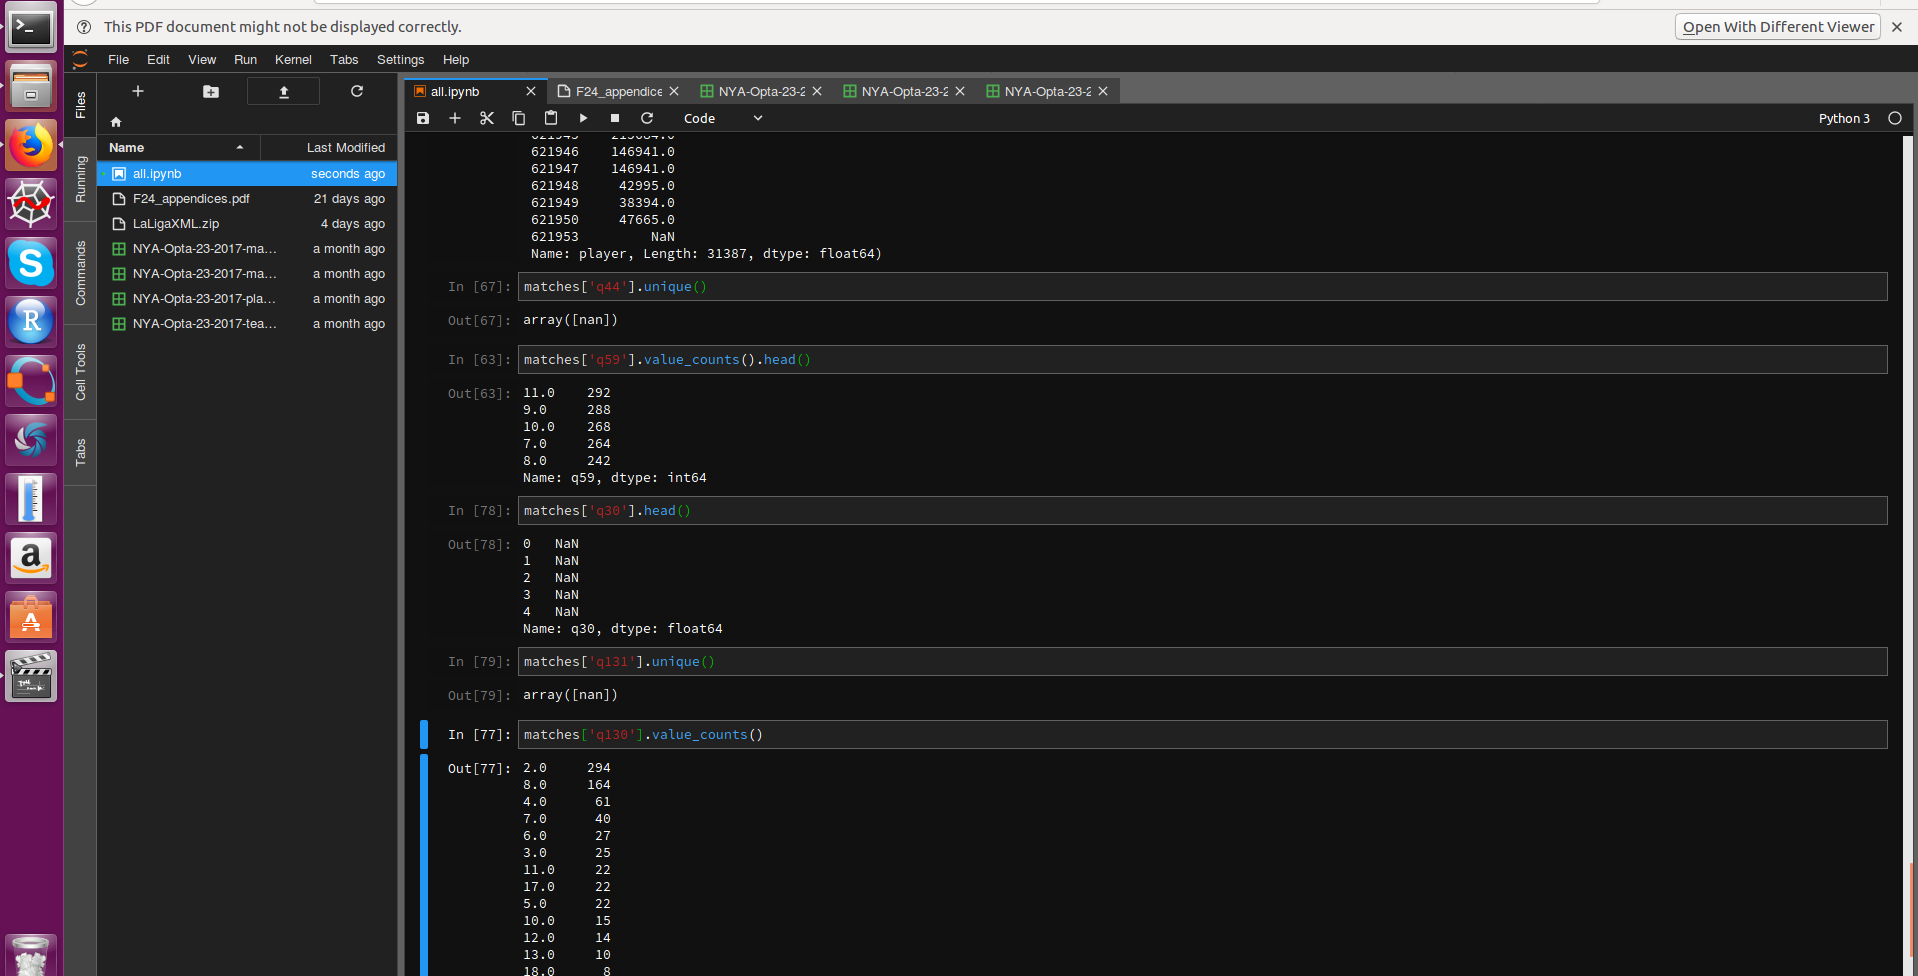 This PDF document might not be displayed correctly.
Open With Different Viewer
File Edit View Run Kernel Tabs Settings Help
Files
Running
Commands
Cell Tools
Tabs
Name Last Modified
all.ipynb seconds ago
F24_appendices.pdf 21 days ago
LaLigaXML.zip 4 days ago
NYA-Opta-23-2017-ma... a month ago
NYA-Opta-23-2017-ma... a month ago
NYA-Opta-23-2017-pla... a month ago
NYA-Opta-23-2017-tea... a month ago
all.ipynb F24_appendice NYA-Opta-23-2 NYA-Opta-23-2 NYA-Opta-23-2
Code Python 3
621946 146941.0
621947 146941.0
621948 42995.0
621949 38394.0
621950 47665.0
621953 NaN
Name: player, Length: 31387, dtype: float64)
In [67]: matches['q44'].unique()
Out[67]: array([nan])
In [63]: matches['q59'].value_counts().head()
Out[63]: 11.0 292
9.0 288
10.0 268
7.0 264
8.0 242
Name: q59, dtype: int64
In [78]: matches['q30'].head()
Out[78]: 0 NaN
1 NaN
2 NaN
3 NaN
4 NaN
Name: q30, dtype: float64
In [79]: matches['q131'].unique()
Out[79]: array([nan])
In [77]: matches['q130'].value_counts()
Out[77]: 2.0 294
8.0 164
4.0 61
7.0 40
6.0 27
3.0 25
11.0 22
17.0 22
5.0 22
10.0 15
12.0 14
13.0 10
18.0 8